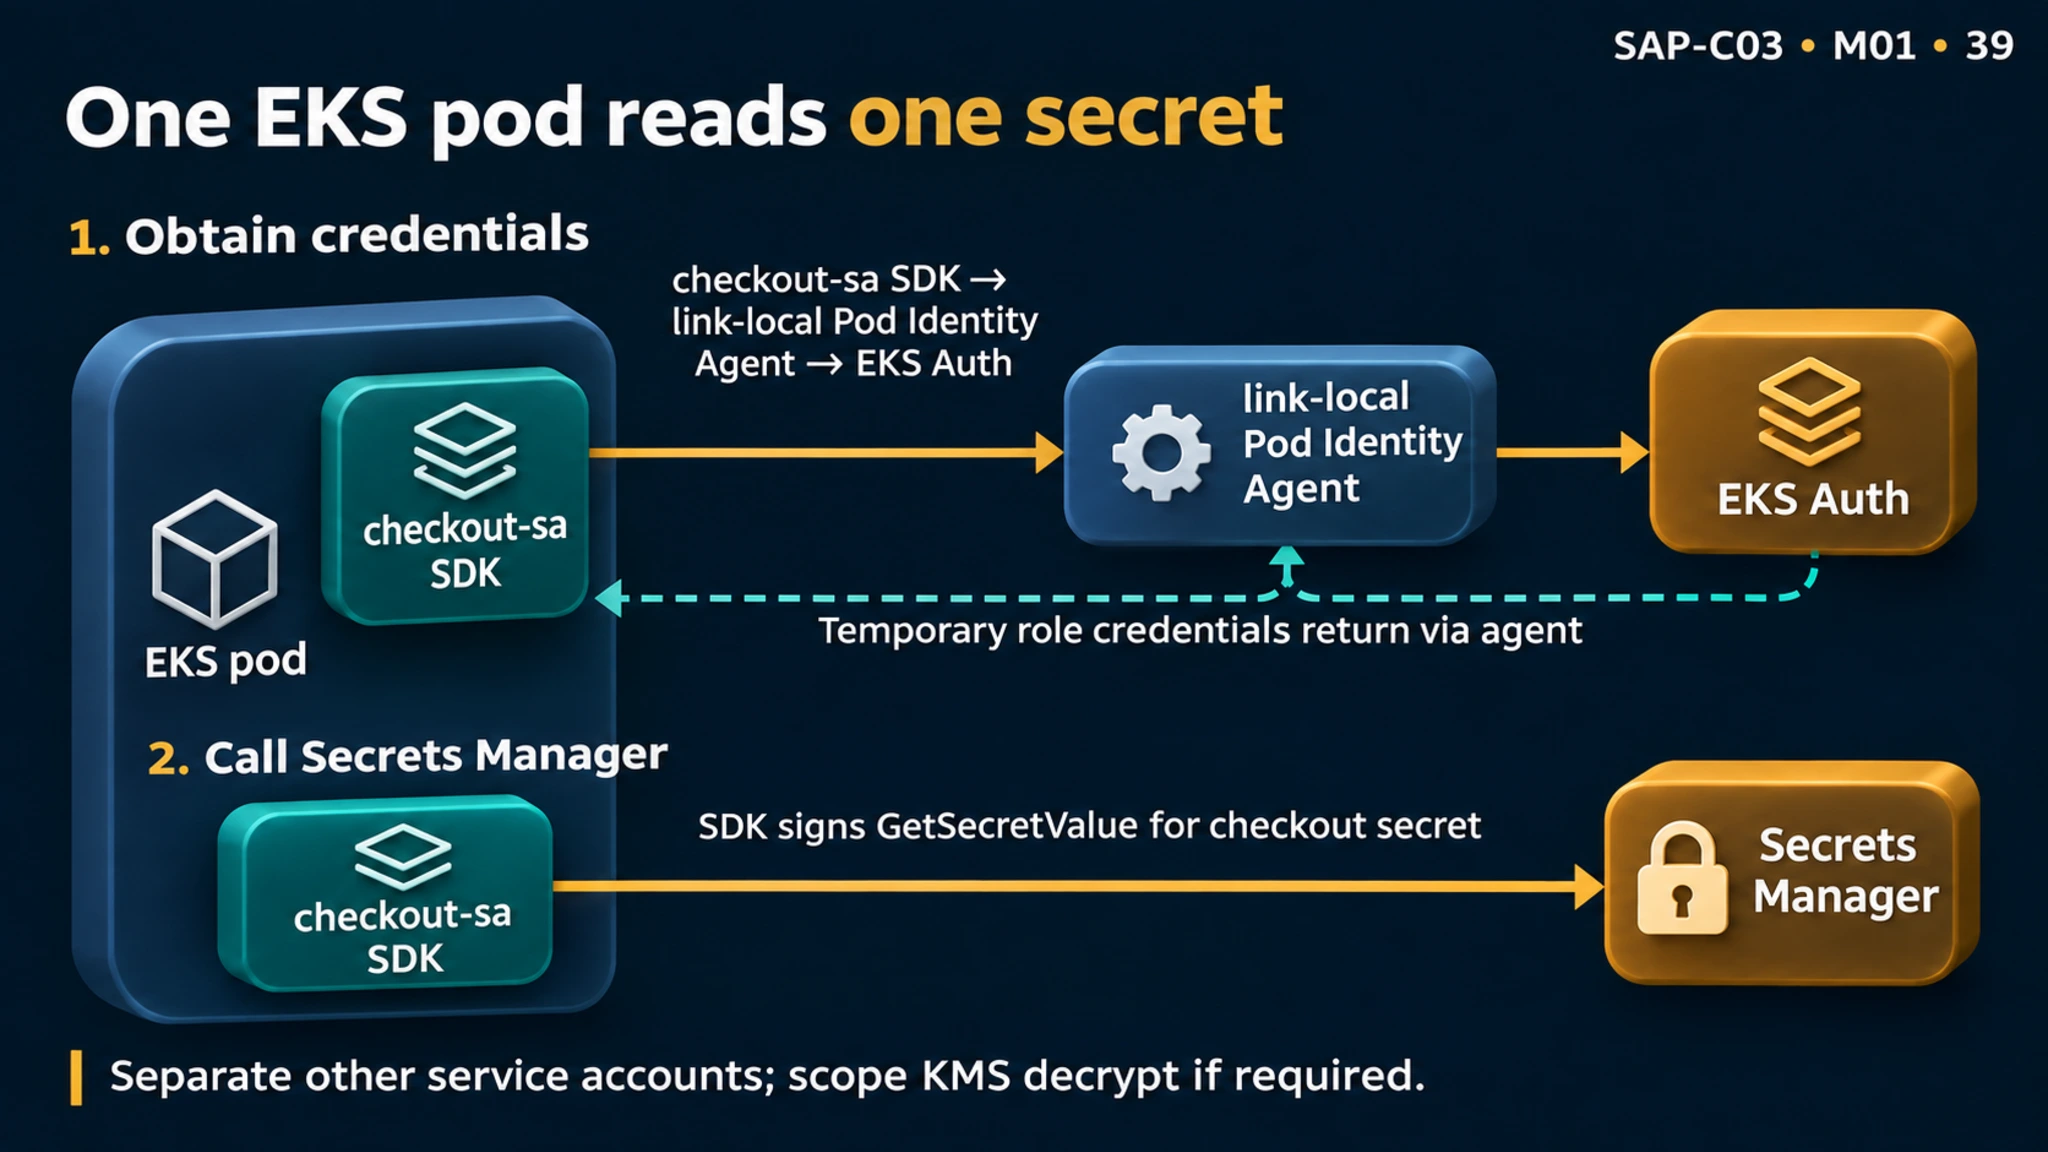 SAP-C03 • M01 • 39
One EKS pod reads one secret
1. Obtain credentials
checkout-sa SDK →
link-local Pod Identity
Agent → EKS Auth
checkout-sa
SDK
EKS pod
link-local
Pod Identity
Agent
EKS Auth
Temporary role credentials return via agent
2. Call Secrets Manager
checkout-sa
SDK
SDK signs GetSecretValue for checkout secret
Secrets
Manager
Separate other service accounts; scope KMS decrypt if required.